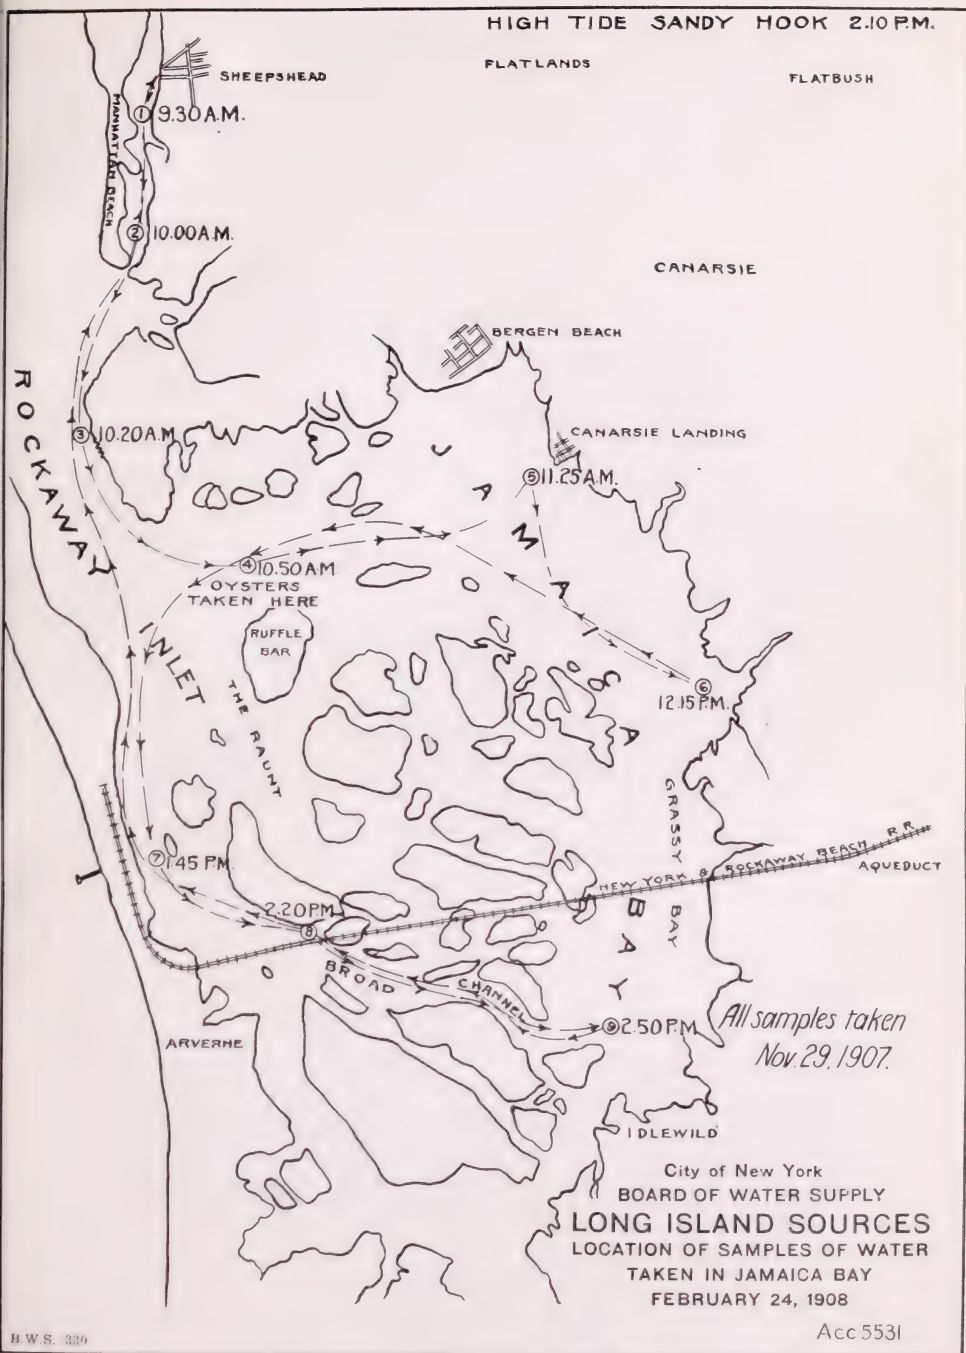 HIGH TIDE SANDY HOOK 2.10 P.M.
FLATLANDS
FLATBUSH
SHEEPSHEAD
MANHATTAN BEACH
1 9.30 A.M.
2 10.00 A.M.
CANARSIE
BERGEN BEACH
ROCKAWAY
INLET
3 10.20 A.M.
CANARSIE LANDING
5 11.25 A.M.
JAMAICA
BAY
4 10.50 A.M.
OYSTERS
TAKEN HERE
RUFFLE
BAR
THE RAUNT
6
12.15 P.M.
GRASSY BAY
7 1.45 P.M.
NEW YORK & ROCKAWAY BEACH R R
AQUEDUCT
2.20 P.M.
8
BROAD CHANNEL
9 2.50 P.M.
All samples taken
Nov. 29, 1907.
ARVERNE
IDLEWILD
City of New York
BOARD OF WATER SUPPLY
LONG ISLAND SOURCES
LOCATION OF SAMPLES OF WATER
TAKEN IN JAMAICA BAY
FEBRUARY 24, 1908
B.W.S. 330
Acc 5531